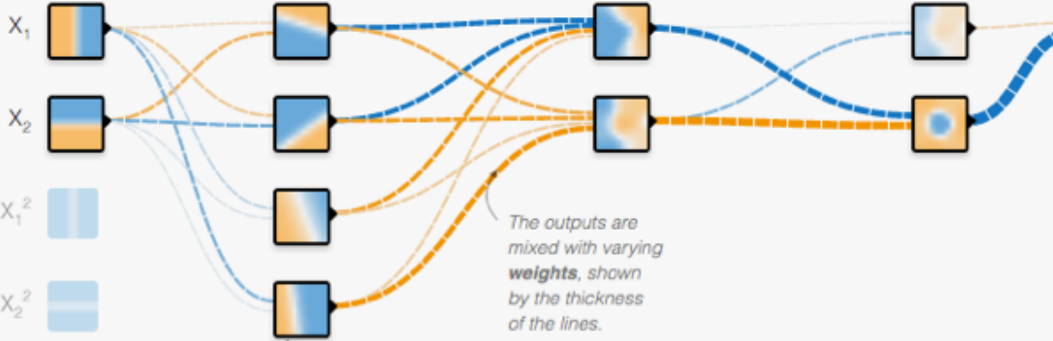 X₁
X₂
X₁²
X₂²
The outputs are
mixed with varying
weights, shown
by the thickness
of the lines.